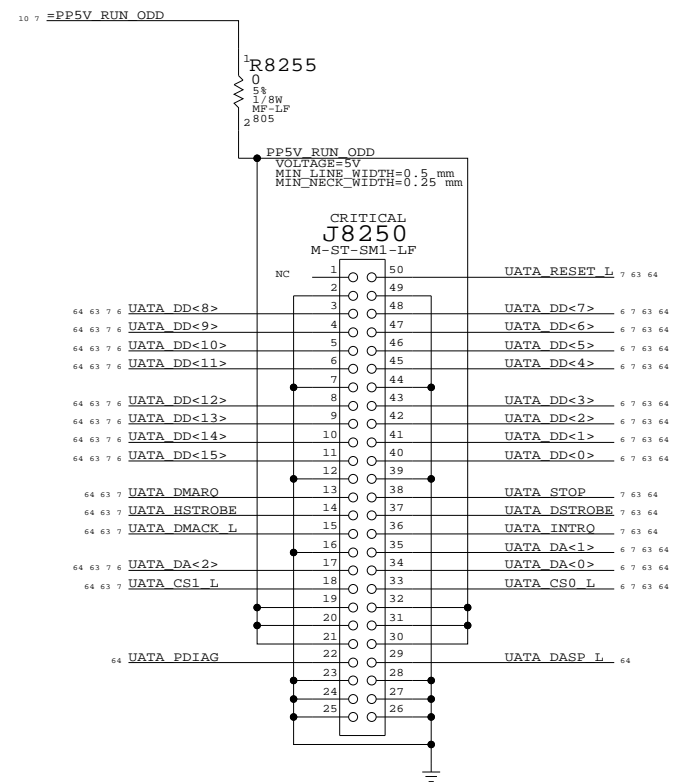 10 7 =PP5V_RUN_ODD
1 R8255
0
5%
1/8W
MF-LF
2 805
PP5V_RUN_ODD
VOLTAGE=5V
MIN_LINE_WIDTH=0.5 mm
MIN_NECK_WIDTH=0.25 mm
CRITICAL
J8250
M-ST-SM1-LF
NC 1 50 UATA_RESET_L 7 63 64
2 49
64 63 7 6 UATA_DD<8> 3 48 UATA_DD<7> 6 7 63 64
64 63 7 6 UATA_DD<9> 4 47 UATA_DD<6> 6 7 63 64
64 63 7 6 UATA_DD<10> 5 46 UATA_DD<5> 6 7 63 64
64 63 7 6 UATA_DD<11> 6 45 UATA_DD<4> 6 7 63 64
7 44
64 63 7 6 UATA_DD<12> 8 43 UATA_DD<3> 6 7 63 64
64 63 7 6 UATA_DD<13> 9 42 UATA_DD<2> 6 7 63 64
64 63 7 6 UATA_DD<14> 10 41 UATA_DD<1> 6 7 63 64
64 63 7 6 UATA_DD<15> 11 40 UATA_DD<0> 6 7 63 64
12 39
64 63 7 UATA_DMARQ 13 38 UATA_STOP 7 63 64
64 63 7 UATA_HSTROBE 14 37 UATA_DSTROBE 7 63 64
64 63 7 UATA_DMACK_L 15 36 UATA_INTRQ 7 63 64
16 35 UATA_DA<1> 6 7 63 64
64 63 7 6 UATA_DA<2> 17 34 UATA_DA<0> 6 7 63 64
64 63 7 UATA_CS1_L 18 33 UATA_CS0_L 6 7 63 64
19 32
20 31
21 30
64 UATA_PDIAG 22 29 UATA_DASP_L 64
23 28
24 27
25 26